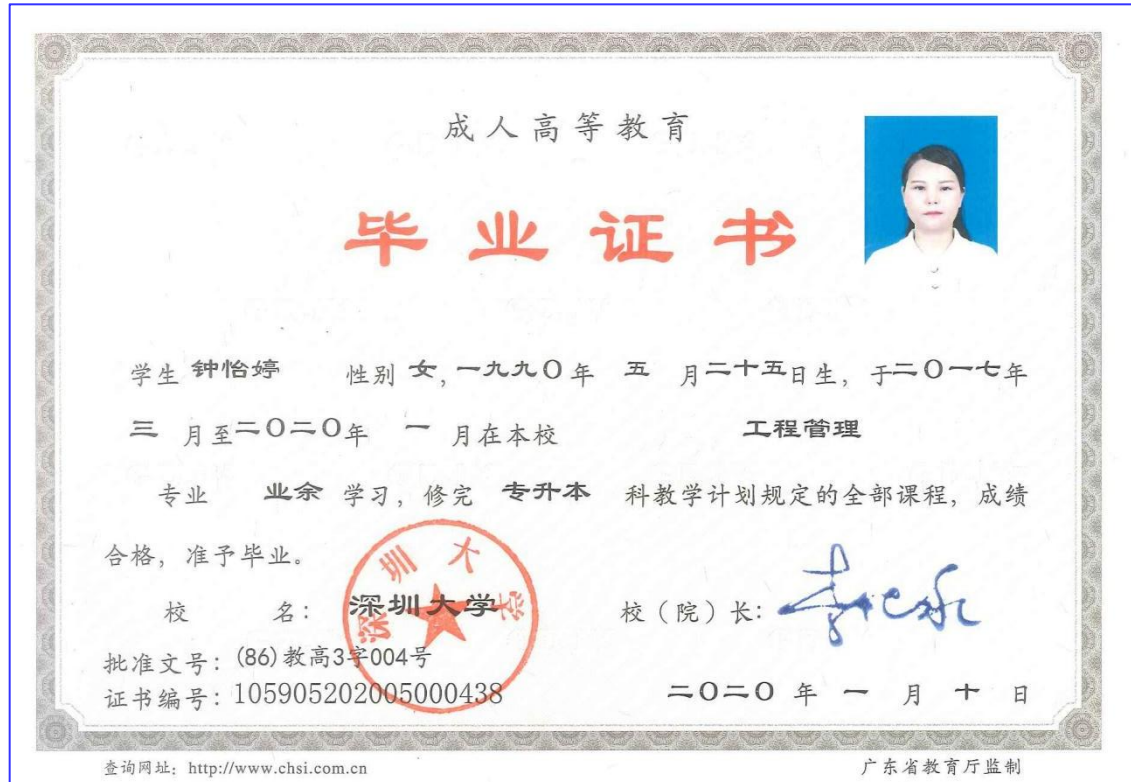 成人高等教育
毕业证书
学生 钟怡婷 性别 女, 一九九〇年 五 月二十五日生, 于二〇一七年
三 月至二〇二〇年 一 月在本校 工程管理
专业 业余 学习, 修完 专升本 科教学计划规定的全部课程, 成绩
合格, 准予毕业。
深圳大学
校 名: 深圳大学 校（院）长:
批准文号: (86)教高3字004号
证书编号: 105905202005000438 二〇二〇 年 一 月 十 日
查询网址: http://www.chsi.com.cn 广东省教育厅监制